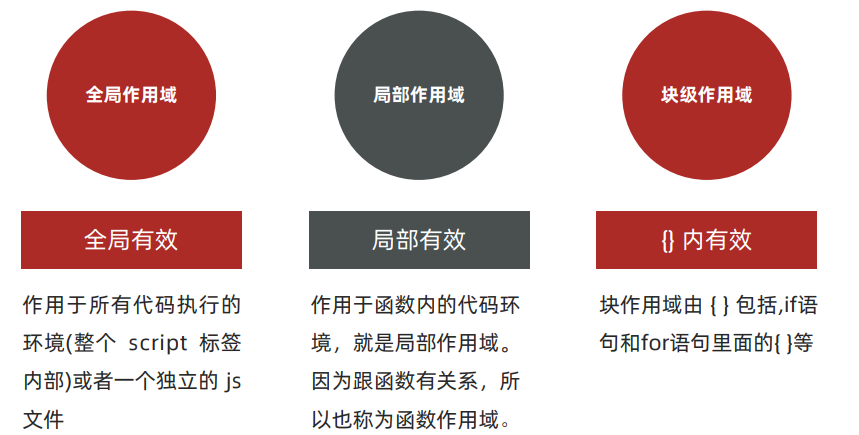 全局作用域
局部作用域
块级作用域
全局有效
局部有效
{} 内有效
作用于所有代码执行的
环境(整个 script 标签
内部)或者一个独立的 js
文件
作用于函数内的代码环
境，就是局部作用域。
因为跟函数有关系，所
以也称为函数作用域。
块作用域由 { } 包括,if语
句和for语句里面的{ }等